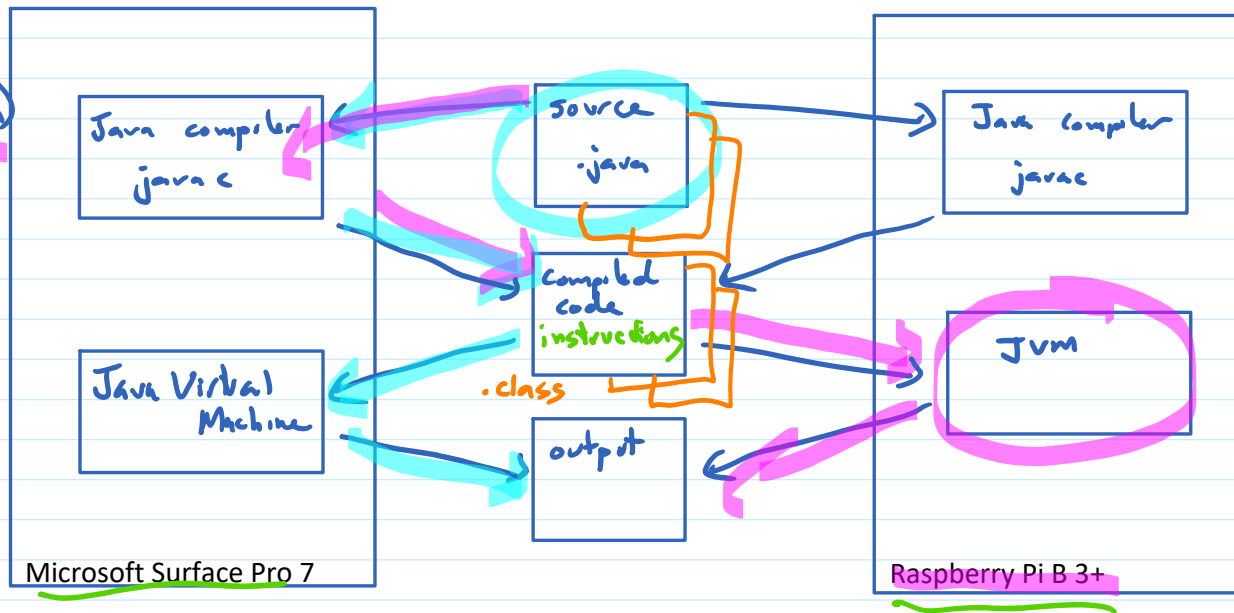 Java compiler
javac
source
.java
Java compiler
javac
compiled
code
instructions
.class
Java Virtual
Machine
JVM
output
Microsoft Surface Pro 7
Raspberry Pi B 3+